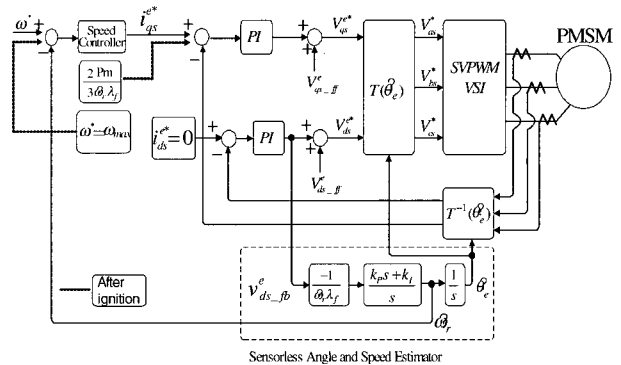 ω* + −
Speed Controller
i_qs^e*
+ −
PI
+ +
V_qs^e*
V_qs_ff^e
2 Pm
3 ω̂_r λ_f
ω* = ω_max
i_ds^e* = 0
+ −
PI
+ +
V_ds^e*
V_ds_ff^e
T(θ̂_e)
V_as^*
V_bs^*
V_cs^*
SVPWM
VSI
PMSM
T⁻¹(θ̂_e)
v_ds_fb^e
−1
ω̂_r λ_f
k_p s + k_i
s
1
s
θ̂_e
ω̂_r
After
ignition
Sensorless Angle and Speed Estimator